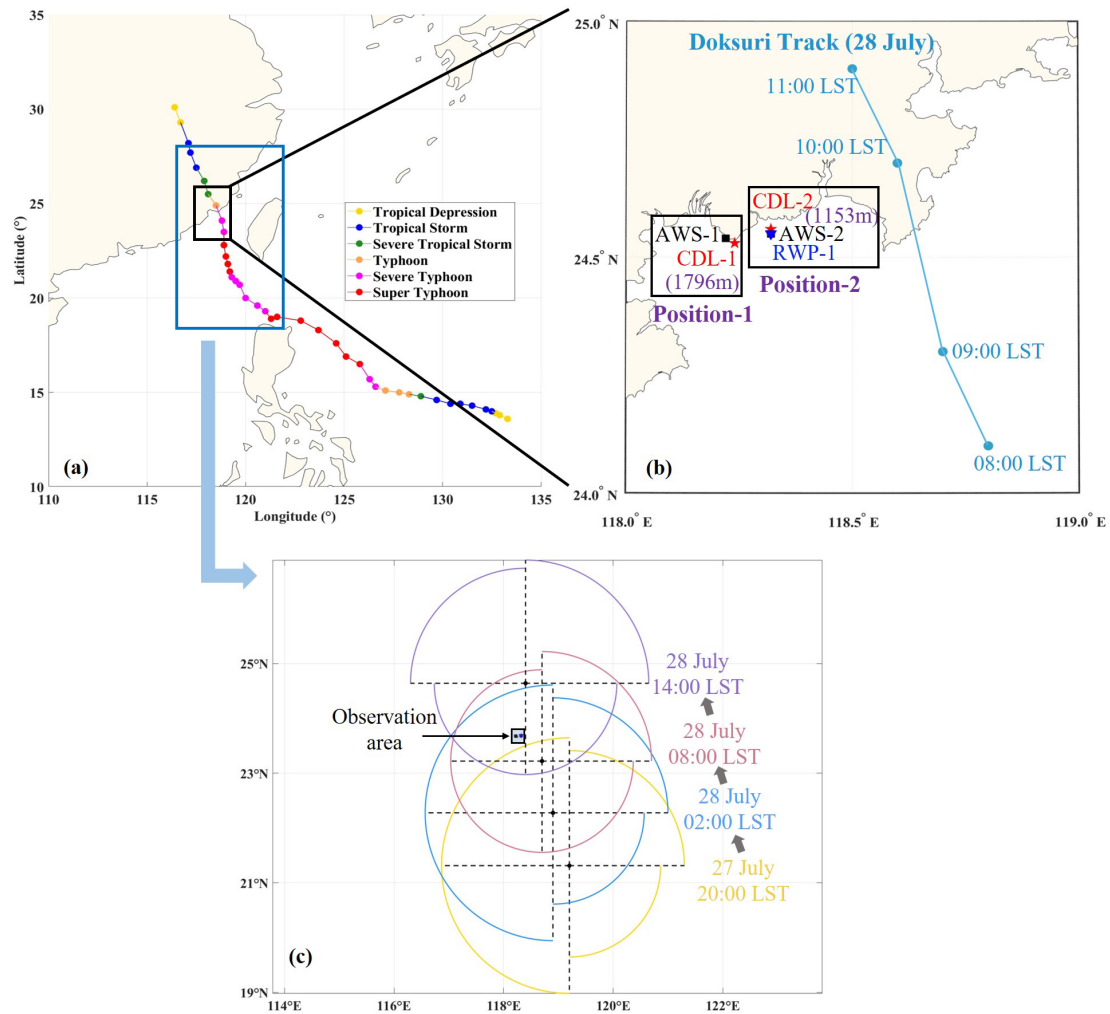 35
30
25
20
15
10
110
115
120
125
130
135
Latitude (°)
Longitude (°)
Tropical Depression
Tropical Storm
Severe Tropical Storm
Typhoon
Severe Typhoon
Super Typhoon
(a)
25.0° N
24.5° N
24.0° N
118.0° E
118.5° E
119.0° E
Doksuri Track (28 July)
11:00 LST
10:00 LST
09:00 LST
08:00 LST
CDL-2
(1153m)
AWS-2
RWP-1
Position-2
AWS-1
CDL-1
(1796m)
Position-1
(b)
25°N
23°N
21°N
19°N
114°E
116°E
118°E
120°E
122°E
Observation
area
28 July
14:00 LST
28 July
08:00 LST
28 July
02:00 LST
27 July
20:00 LST
(c)